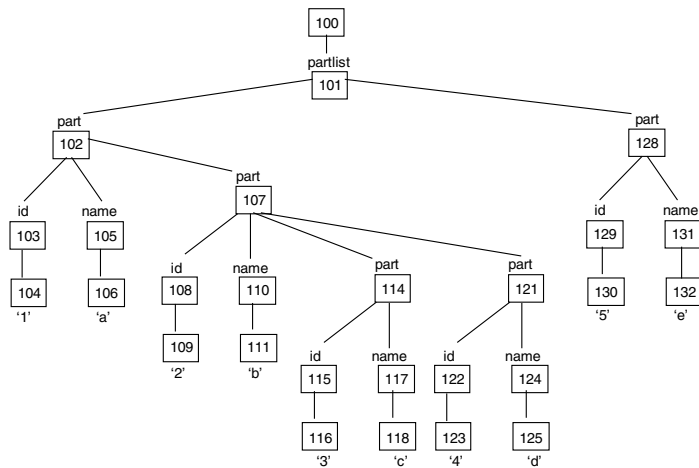 100
partlist
101
part
102
part
128
part
107
id
name
103
105
id
name
129
131
id
name
108
110
part
114
part
121
104
106
'1'
'a'
130
132
'5'
'e'
109
111
'2'
'b'
id
name
115
117
id
name
122
124
116
118
'3'
'c'
123
125
'4'
'd'